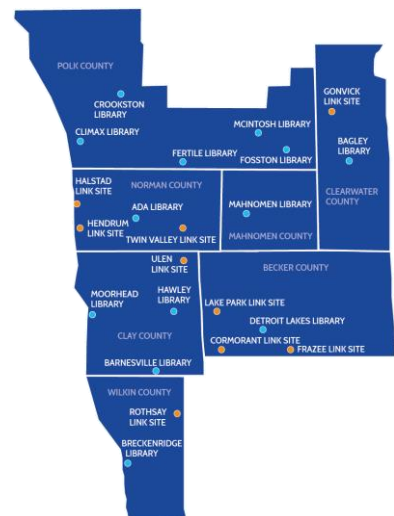 POLK COUNTY
CROOKSTON
LIBRARY
CLIMAX LIBRARY
FERTILE LIBRARY
MCINTOSH LIBRARY
FOSSTON LIBRARY
GONVICK
LINK SITE
BAGLEY
LIBRARY
CLEARWATER
COUNTY
HALSTAD
LINK SITE
NORMAN COUNTY
ADA LIBRARY
HENDRUM
LINK SITE
TWIN VALLEY LINK SITE
MAHNOMEN LIBRARY
MAHNOMEN COUNTY
ULEN
LINK SITE
MOORHEAD
LIBRARY
HAWLEY
LIBRARY
CLAY COUNTY
BARNESVILLE LIBRARY
BECKER COUNTY
LAKE PARK LINK SITE
DETROIT LAKES LIBRARY
CORMORANT LINK SITE
FRAZEE LINK SITE
WILKIN COUNTY
ROTHSAY
LINK SITE
BRECKENRIDGE
LIBRARY